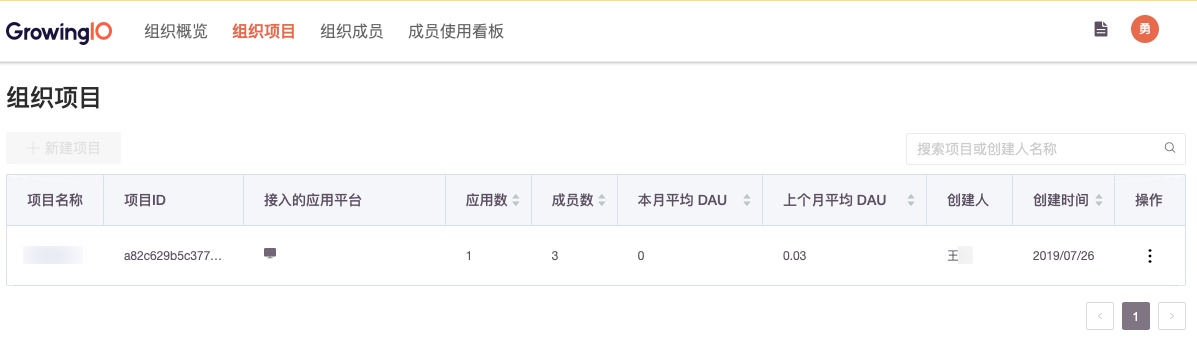 GrowingIO 组织概览 组织项目 组织成员 成员使用看板 勇
组织项目
新建项目 搜索项目或创建人名称
项目名称 项目ID 接入的应用平台 应用数 成员数 本月平均 DAU 上个月平均 DAU 创建人 创建时间 操作
a82c629b5c377... 1 3 0 0.03 王 2019/07/26
1